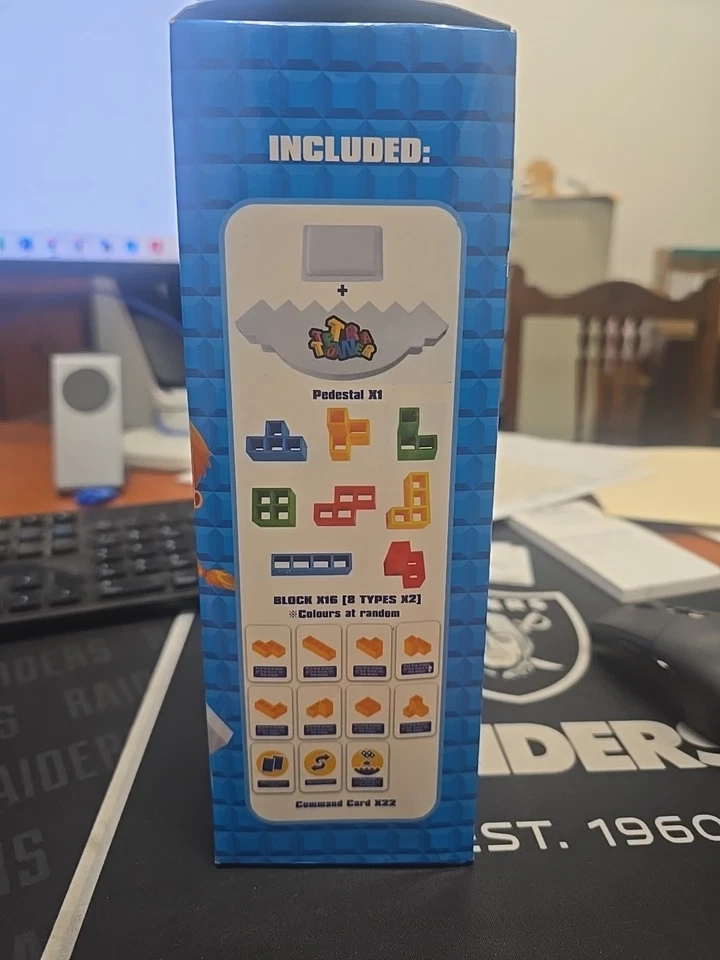 INCLUDED:
+
TETRA
TOWER
Pedestal X1
BLOCK X16 [8 TYPES X2]
※Colours at random
Command Card X22
RAIDERS
IDERS
EST. 1960